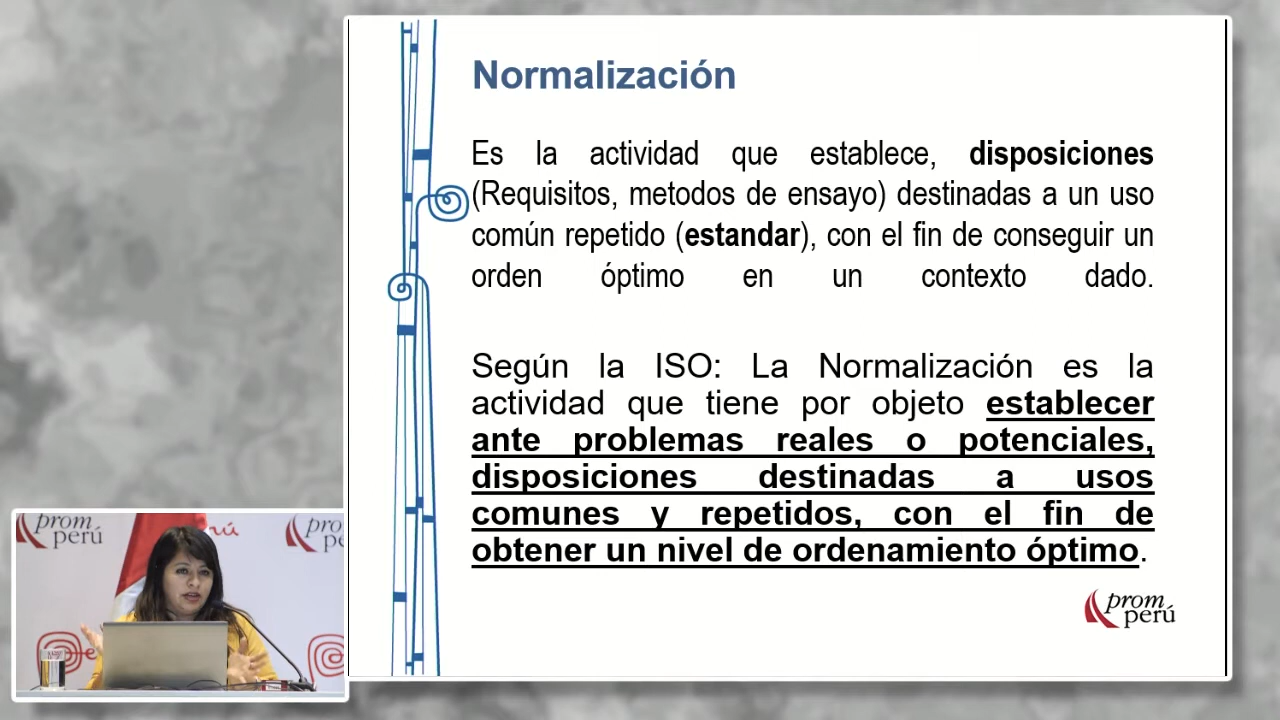 Normalización
Es la actividad que establece, disposiciones
(Requisitos, metodos de ensayo) destinadas a un uso
común repetido (estandar), con el fin de conseguir un
orden óptimo en un contexto dado.
Según la ISO: La Normalización es la
actividad que tiene por objeto establecer
ante problemas reales o potenciales,
disposiciones destinadas a usos
comunes y repetidos, con el fin de
obtener un nivel de ordenamiento óptimo.
prom
perú
prom
perú
rú
pro
pe